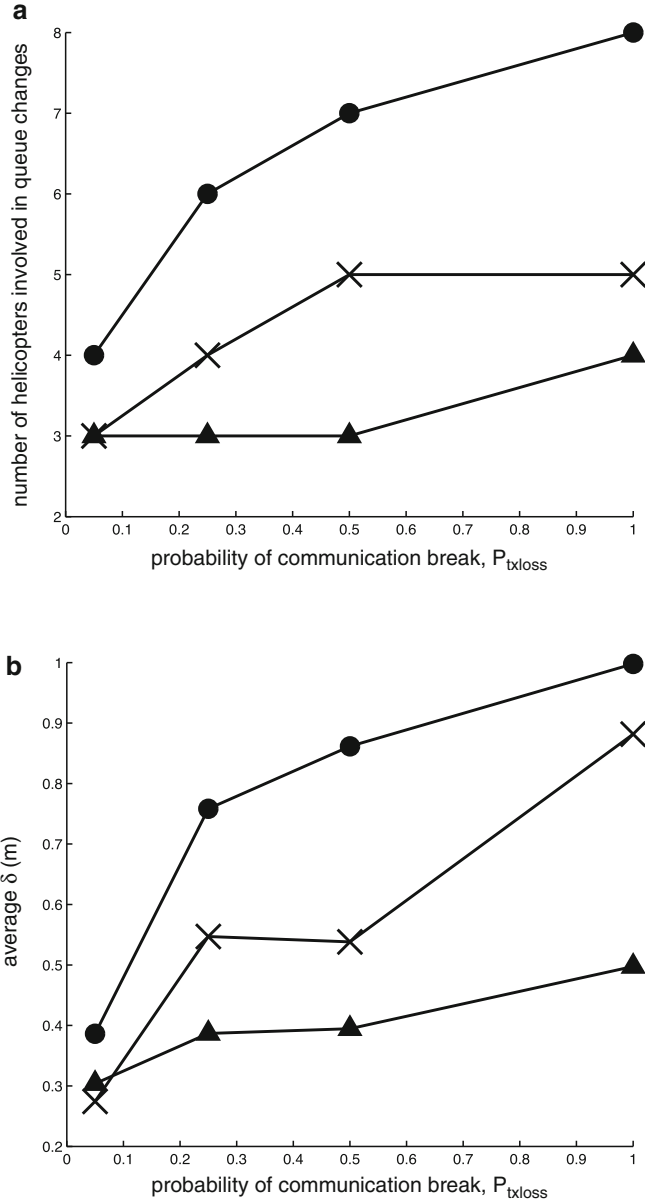 a
8
7
6
5
4
3
2
0 0.1 0.2 0.3 0.4 0.5 0.6 0.7 0.8 0.9 1
number of helicopters involved in queue changes
probability of communication break, Ptxloss
b
1
0.9
0.8
0.7
0.6
0.5
0.4
0.3
0.2
0 0.1 0.2 0.3 0.4 0.5 0.6 0.7 0.8 0.9 1
average δ (m)
probability of communication break, Ptxloss